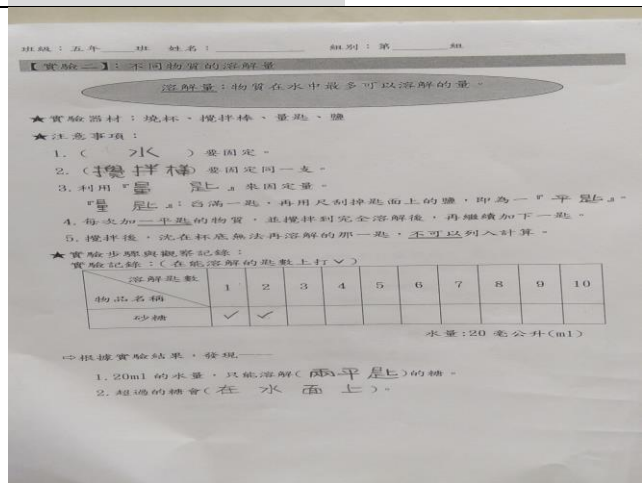 班級：五年____班 姓名：__________ 組別：第______組
【實驗二】：不同物質的溶解量
溶解量：物質在水中最多可以溶解的量。
★實驗器材：燒杯、攪拌棒、量匙、鹽
★注意事項：
1.（ 水 ）要固定。
2.（攪拌棒）要固定同一支。
3.利用『量 匙』來固定量。
『量 匙』：舀滿一匙，再用尺刮掉匙面上的鹽，即為一『平匙』。
4.每次加一平匙的物質，並攪拌到完全溶解後，再繼續加下一匙。
5.攪拌後，沈在杯底無法再溶解的那一匙，不可以列入計算。
★實驗步驟與觀察記錄：
實驗記錄：（在能溶解的匙數上打∨）
溶解匙數 1 2 3 4 5 6 7 8 9 10
物品名稱
砂糖 ✓ ✓
水量:20 毫公升(ml)
⇨根據實驗結果，發現——
1.20ml 的水量，只能溶解(兩平匙)的糖。
2.超過的糖會(在水面上)。